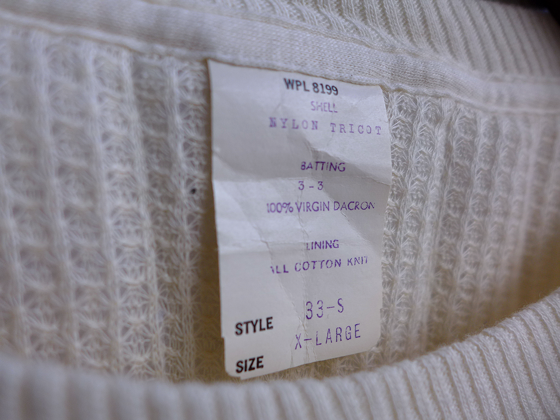 WPL 8199
SHELL
NYLON TRICOT
BATTING
3-3
100% VIRGIN DACRON
LINING
ALL COTTON KNIT
STYLE 33-S
SIZE X-LARGE